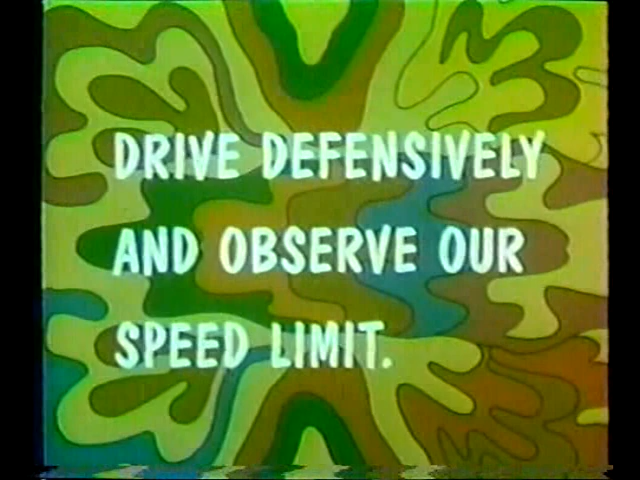 DRIVE DEFENSIVELY
AND OBSERVE OUR
SPEED LIMIT.